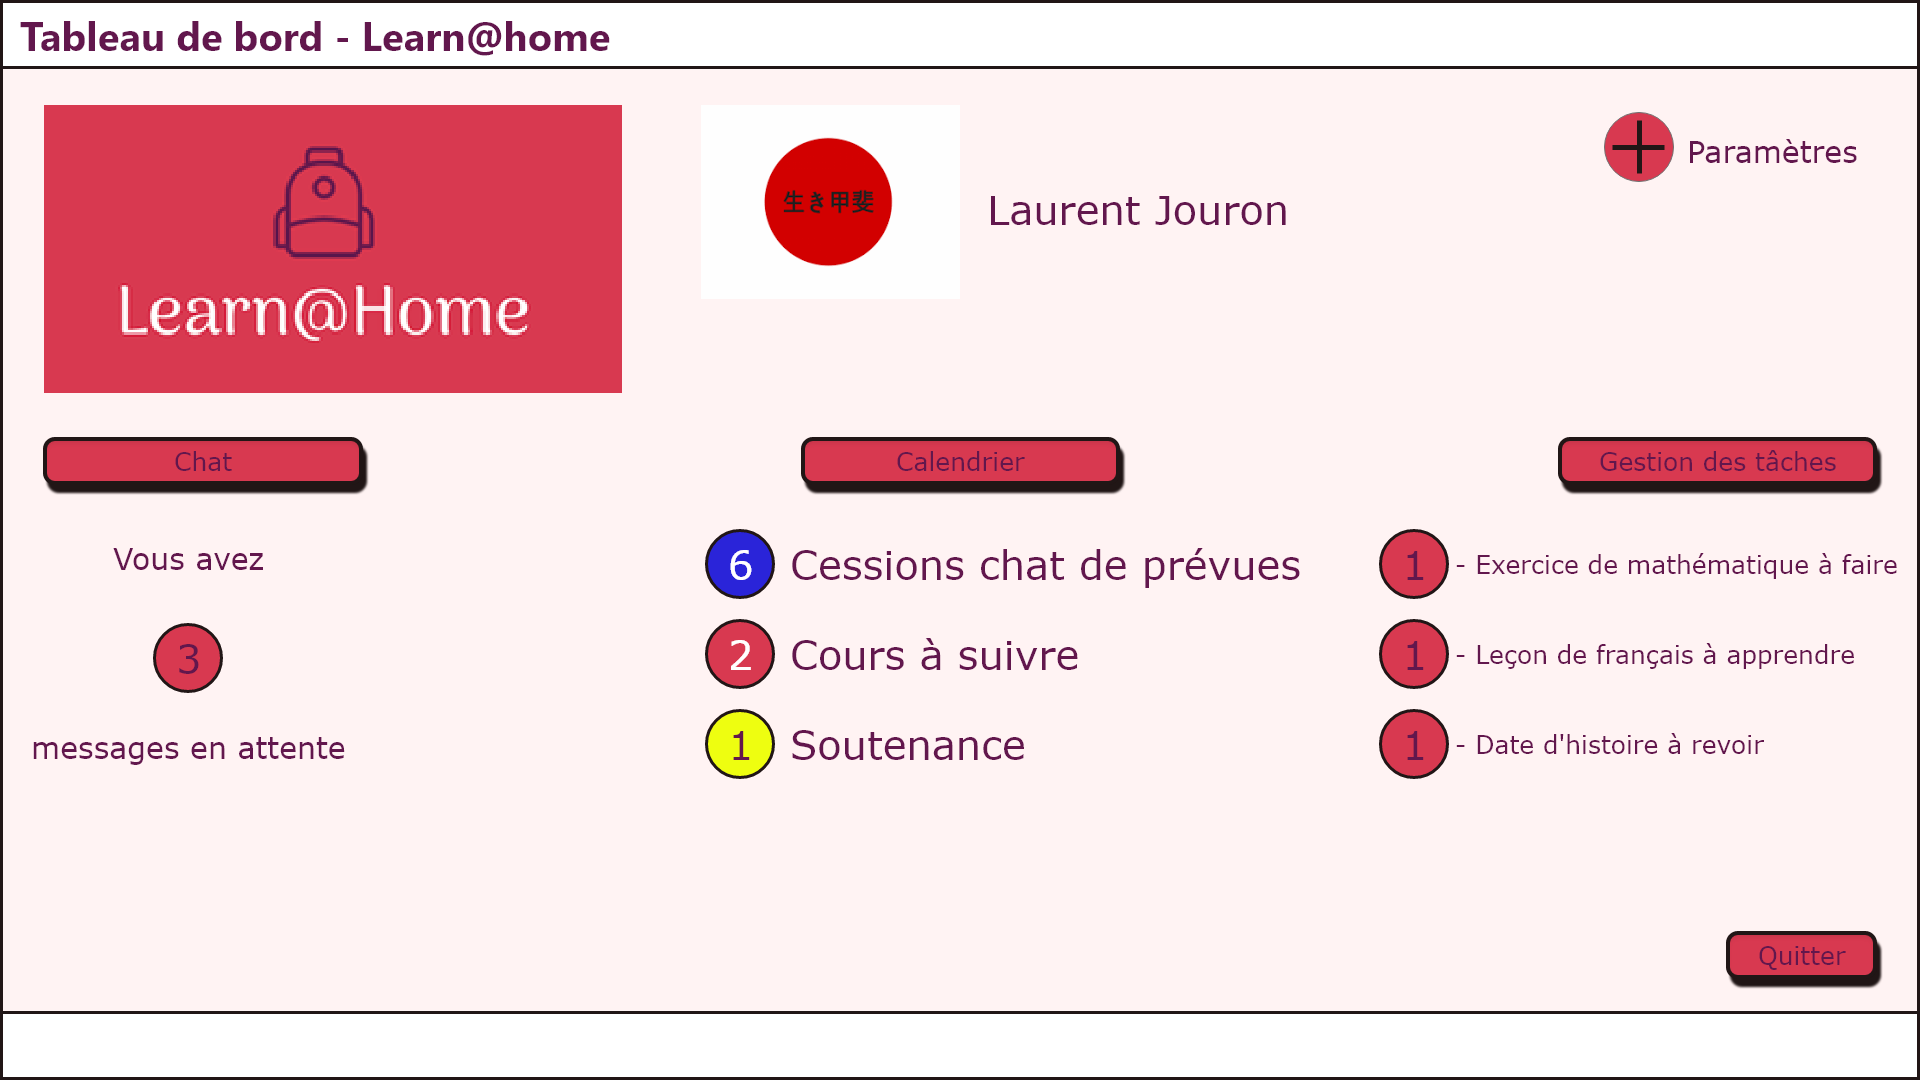 Tableau de bord - Learn@home
Learn@Home
生き甲斐
Laurent Jouron
Paramètres
Chat
Vous avez
3
messages en attente
Calendrier
6 Cessions chat de prévues
2 Cours à suivre
1 Soutenance
Gestion des tâches
1 - Exercice de mathématique à faire
1 - Leçon de français à apprendre
1 - Date d'histoire à revoir
Quitter